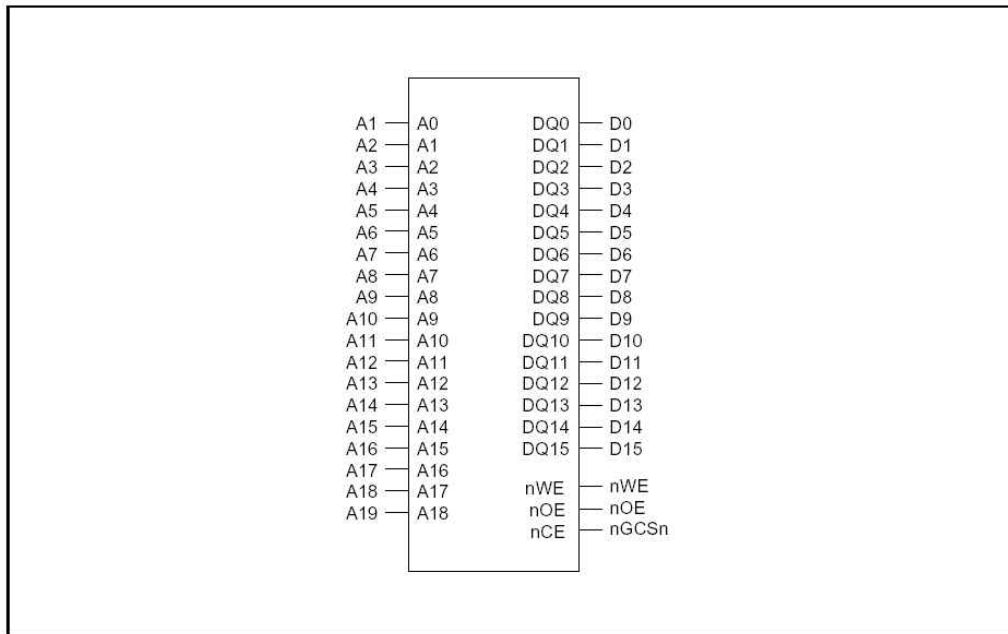 A1 A0 DQ0 D0
A2 A1 DQ1 D1
A3 A2 DQ2 D2
A4 A3 DQ3 D3
A5 A4 DQ4 D4
A6 A5 DQ5 D5
A7 A6 DQ6 D6
A8 A7 DQ7 D7
A9 A8 DQ8 D8
A10 A9 DQ9 D9
A11 A10 DQ10 D10
A12 A11 DQ11 D11
A13 A12 DQ12 D12
A14 A13 DQ13 D13
A15 A14 DQ14 D14
A16 A15 DQ15 D15
A17 A16
A18 A17 nWE nWE
A19 A18 nOE nOE
nCE nGCSn